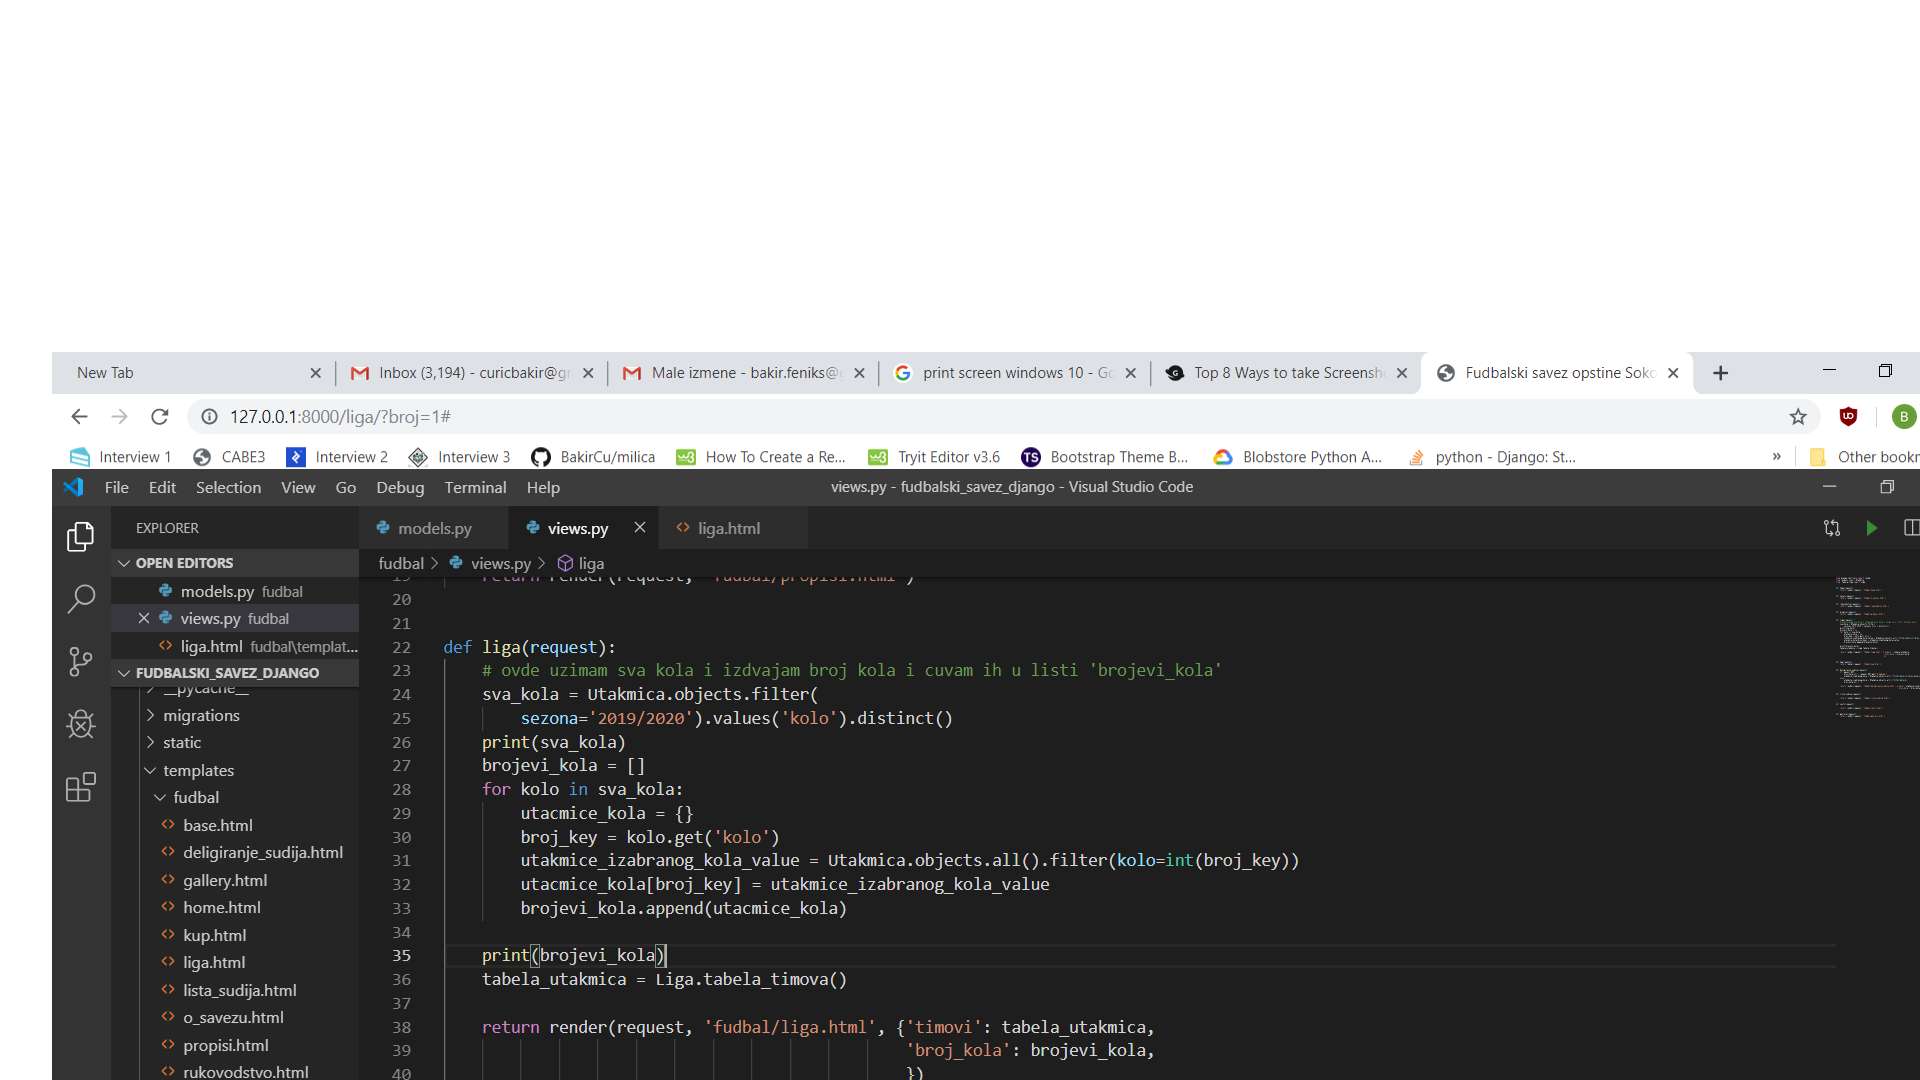 New Tab
Inbox (3,194) - curicbakir@g
Male izmene - bakir.feniks@
print screen windows 10 - Go
Top 8 Ways to take Screensh
Fudbalski savez opstine Soko
127.0.0.1:8000/liga/?broj=1#
B
Interview 1
CABE3
Interview 2
Interview 3
BakirCu/milica
How To Create a Re...
Tryit Editor v3.6
TS
Bootstrap Theme B...
Blobstore Python A...
python - Django: St...
»
Other bookn
File Edit Selection View Go Debug Terminal Help
views.py - fudbalski_savez_django - Visual Studio Code
EXPLORER
models.py
views.py
liga.html
OPEN EDITORS
models.py fudbal
views.py fudbal
liga.html fudbal\templat...
FUDBALSKI_SAVEZ_DJANGO
__pycache__
migrations
static
templates
fudbal
base.html
deligiranje_sudija.html
gallery.html
home.html
kup.html
liga.html
lista_sudija.html
o_savezu.html
propisi.html
rukovodstvo.html
fudbal > views.py > liga
19 return render(request, 'fudbal/propisi.html')
20
21
22 def liga(request):
23 # ovde uzimam sva kola i izdvajam broj kola i cuvam ih u listi 'brojevi_kola'
24 sva_kola = Utakmica.objects.filter(
25 sezona='2019/2020').values('kolo').distinct()
26 print(sva_kola)
27 brojevi_kola = []
28 for kolo in sva_kola:
29 utacmice_kola = {}
30 broj_key = kolo.get('kolo')
31 utakmice_izabranog_kola_value = Utakmica.objects.all().filter(kolo=int(broj_key))
32 utacmice_kola[broj_key] = utakmice_izabranog_kola_value
33 brojevi_kola.append(utacmice_kola)
34
35 print(brojevi_kola)
36 tabela_utakmica = Liga.tabela_timova()
37
38 return render(request, 'fudbal/liga.html', {'timovi': tabela_utakmica,
39 'broj_kola': brojevi_kola,
40 })